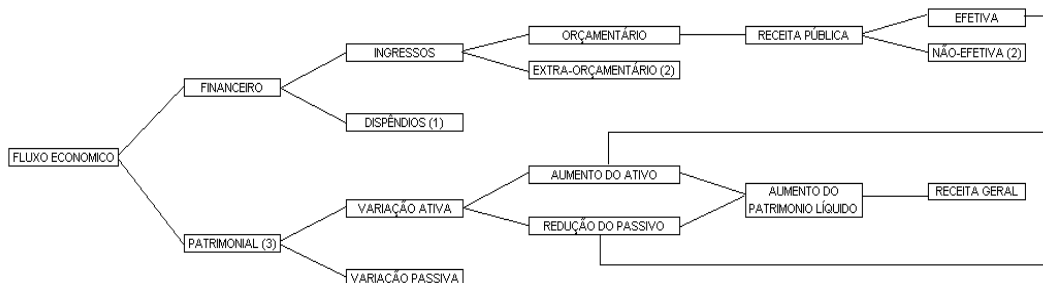 EFETIVA
ORÇAMENTÁRIO
RECEITA PÚBLICA
INGRESSOS
NÃO-EFETIVA (2)
EXTRA-ORÇAMENTÁRIO (2)
FINANCEIRO
DISPÊNDIOS (1)
FLUXO ECONOMICO
AUMENTO DO ATIVO
AUMENTO DO
PATRIMONIO LÍQUIDO
RECEITA GERAL
VARIAÇÃO ATIVA
REDUÇÃO DO PASSIVO
PATRIMONIAL (3)
VARIAÇÃO PASSIVA